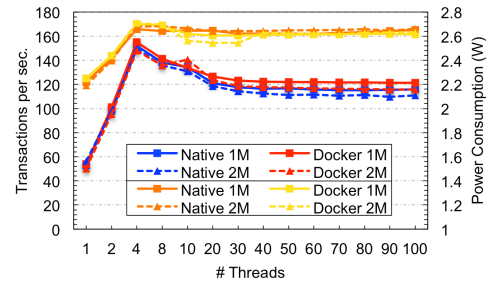 Transactions per sec.
180
160
140
120
100
80
60
40
20
0
2.8
2.6
2.4
2.2
2
1.8
1.6
1.4
1.2
1
Power Consumption (W)
Native 1M Docker 1M
Native 2M Docker 2M
Native 1M Docker 1M
Native 2M Docker 2M
1 2 4 8 10 20 30 40 50 60 70 80 90 100
# Threads